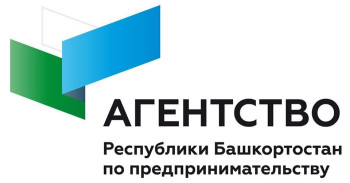 АГЕНТСТВО
Республики Башкортостан
по предпринимательству